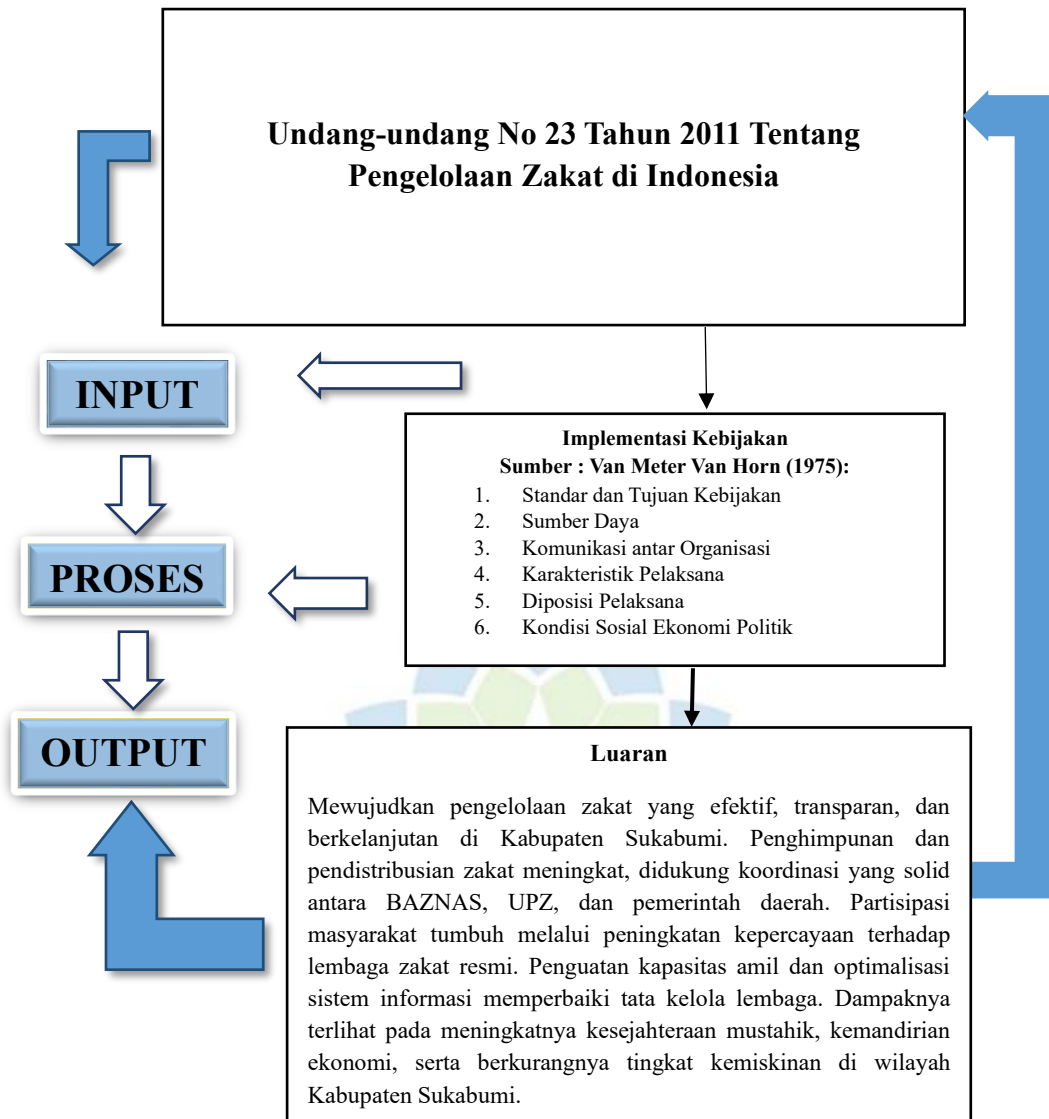 Undang-undang No 23 Tahun 2011 Tentang
Pengelolaan Zakat di Indonesia
INPUT
PROSES
OUTPUT
Implementasi Kebijakan
Sumber : Van Meter Van Horn (1975):
1. Standar dan Tujuan Kebijakan
2. Sumber Daya
3. Komunikasi antar Organisasi
4. Karakteristik Pelaksana
5. Diposisi Pelaksana
6. Kondisi Sosial Ekonomi Politik
Luaran
Mewujudkan pengelolaan zakat yang efektif, transparan, dan
berkelanjutan di Kabupaten Sukabumi. Penghimpunan dan
pendistribusian zakat meningkat, didukung koordinasi yang solid
antara BAZNAS, UPZ, dan pemerintah daerah. Partisipasi
masyarakat tumbuh melalui peningkatan kepercayaan terhadap
lembaga zakat resmi. Penguatan kapasitas amil dan optimalisasi
sistem informasi memperbaiki tata kelola lembaga. Dampaknya
terlihat pada meningkatnya kesejahteraan mustahik, kemandirian
ekonomi, serta berkurangnya tingkat kemiskinan di wilayah
Kabupaten Sukabumi.